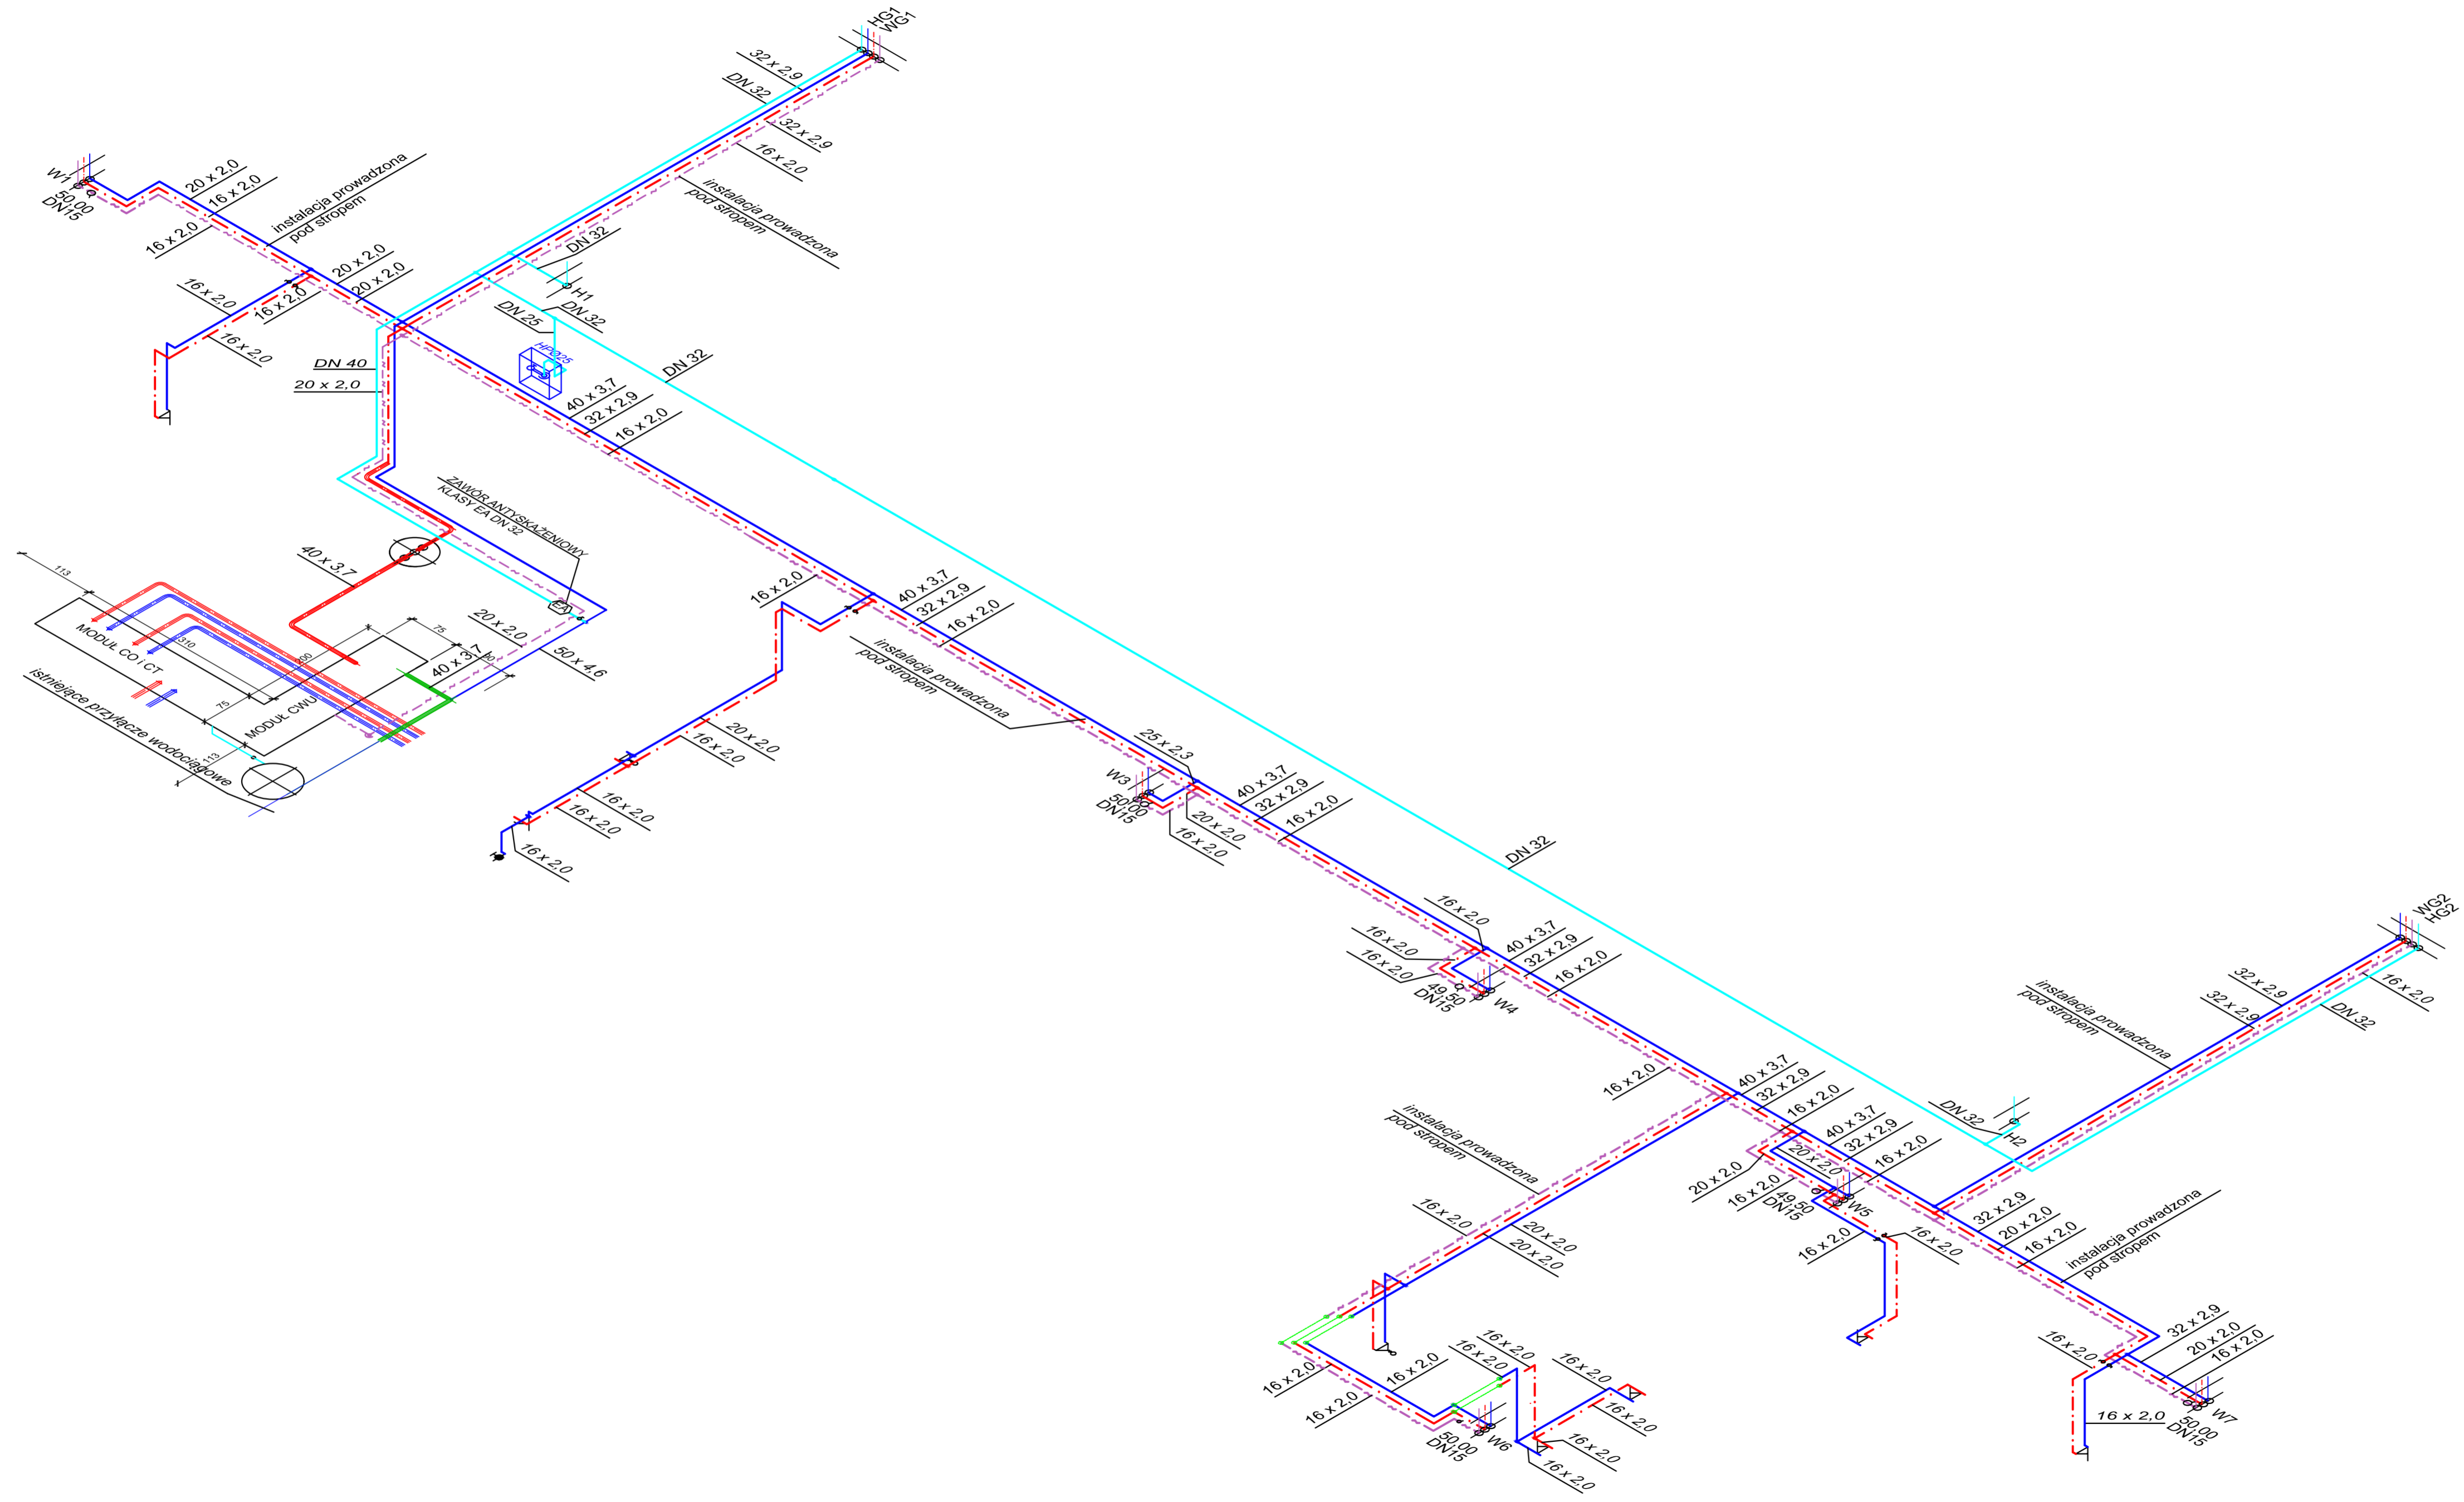 HG1
WG1
32 x 2,9
DN 32
32 x 2,9
16 x 2,0
instalacja prowadzona
pod stropem
W1
50,00
DN15
20 x 2,0
16 x 2,0
instalacja prowadzona
pod stropem
16 x 2,0
20 x 2,0
20 x 2,0
16 x 2,0
16 x 2,0
16 x 2,0
DN 32
H1
DN 25
DN 32
HP025
DN 40
20 x 2,0
DN 32
40 x 3,7
32 x 2,9
16 x 2,0
ZAWÓR ANTYSKAŻENIOWY
KLASY EA DN 32
EA
40 x 3,7
113
MODUŁ CO i CT
310
200
75
20 x 2,0
40 x 3,7
90
50 x 4,6
75
MODUŁ CWU
113
istniejące przyłącze wodociągowe
16 x 2,0
40 x 3,7
32 x 2,9
16 x 2,0
instalacja prowadzona
pod stropem
20 x 2,0
16 x 2,0
16 x 2,0
16 x 2,0
16 x 2,0
25 x 2,3
W3
50,00
DN15
20 x 2,0
16 x 2,0
40 x 3,7
32 x 2,9
16 x 2,0
DN 32
16 x 2,0
16 x 2,0
16 x 2,0
49,50
DN15
W4
40 x 3,7
32 x 2,9
16 x 2,0
WG2
HG2
32 x 2,9
32 x 2,9
16 x 2,0
DN 32
instalacja prowadzona
pod stropem
16 x 2,0
40 x 3,7
32 x 2,9
16 x 2,0
DN 32
H2
instalacja prowadzona
pod stropem
40 x 3,7
32 x 2,9
16 x 2,0
20 x 2,0
20 x 2,0
16 x 2,0
49,50
DN15
W5
16 x 2,0
16 x 2,0
32 x 2,9
20 x 2,0
16 x 2,0
instalacja prowadzona
pod stropem
16 x 2,0
20 x 2,0
20 x 2,0
16 x 2,0
16 x 2,0
16 x 2,0
16 x 2,0
16 x 2,0
50,00
DN15
W6
16 x 2,0
16 x 2,0
16 x 2,0
16 x 2,0
16 x 2,0
32 x 2,9
20 x 2,0
16 x 2,0
16 x 2,0
W7
50,00
DN15